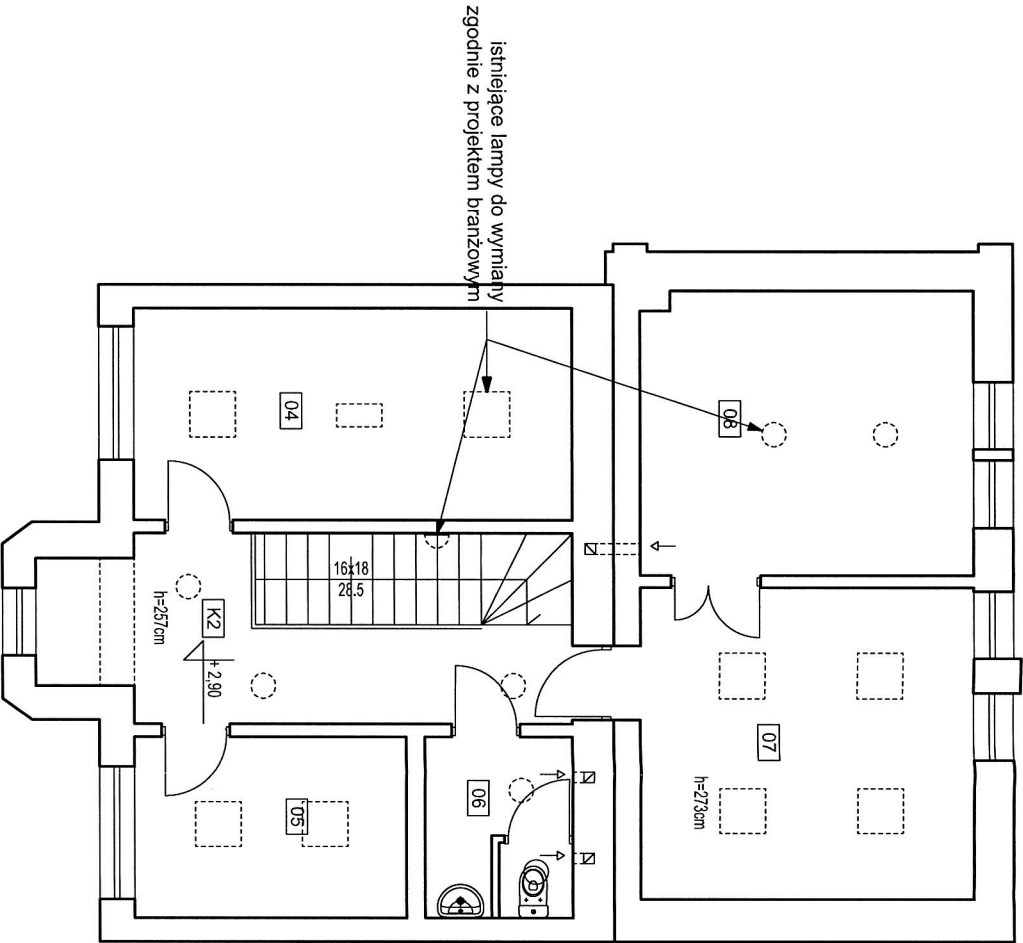 istniejące lampy do wymiany
zgodnie z projektem branżowym
04
08
16x18
28.5
h=257cm
K2
+ 2,90
07
h=273cm
05
06